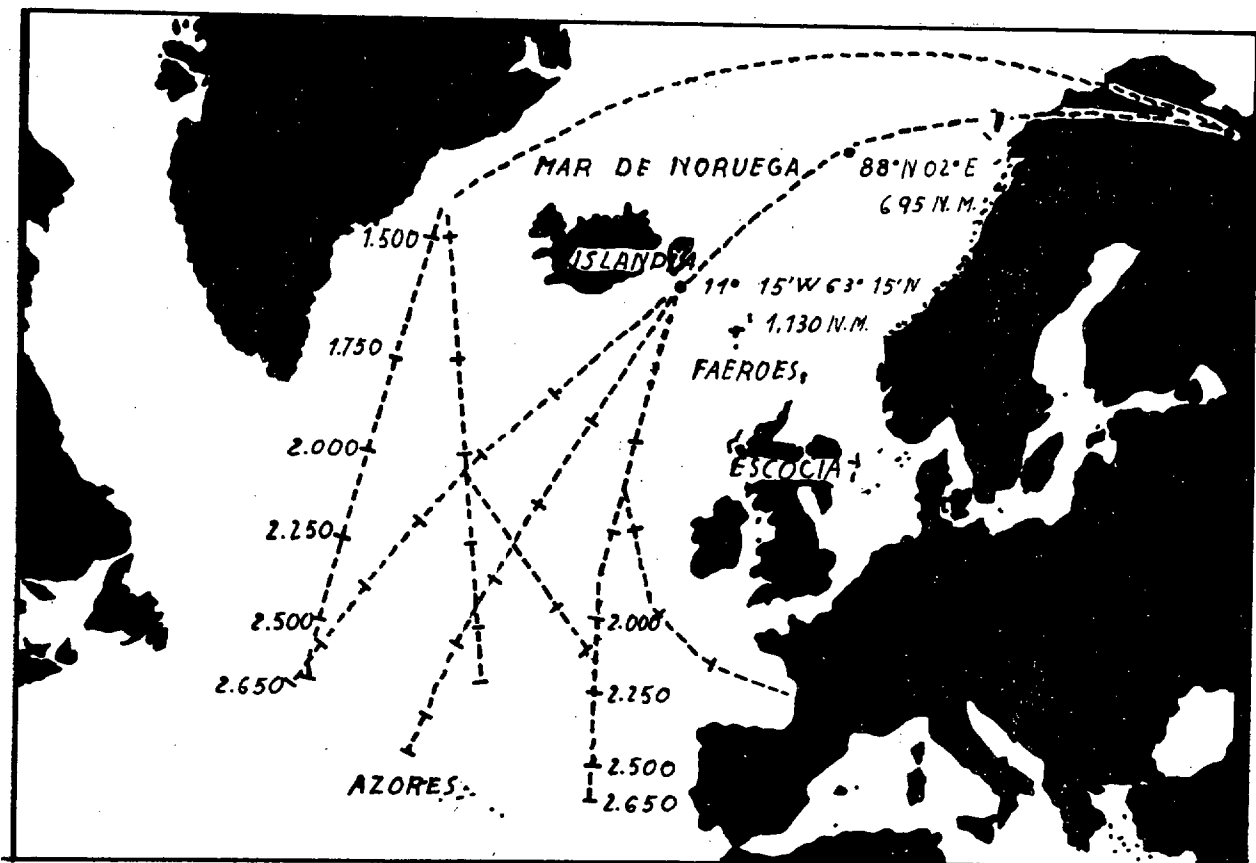 MAR DE NORUEGA
88°N 02°E
695 N.M.
1.500
ISLANDIA
11° 15'W 63° 15'N
1.130 N.M.
1.750
FAEROES
2.000
ESCOCIA
2.250
2.500
2.000
2.650
2.250
2.500
AZORES
2.650